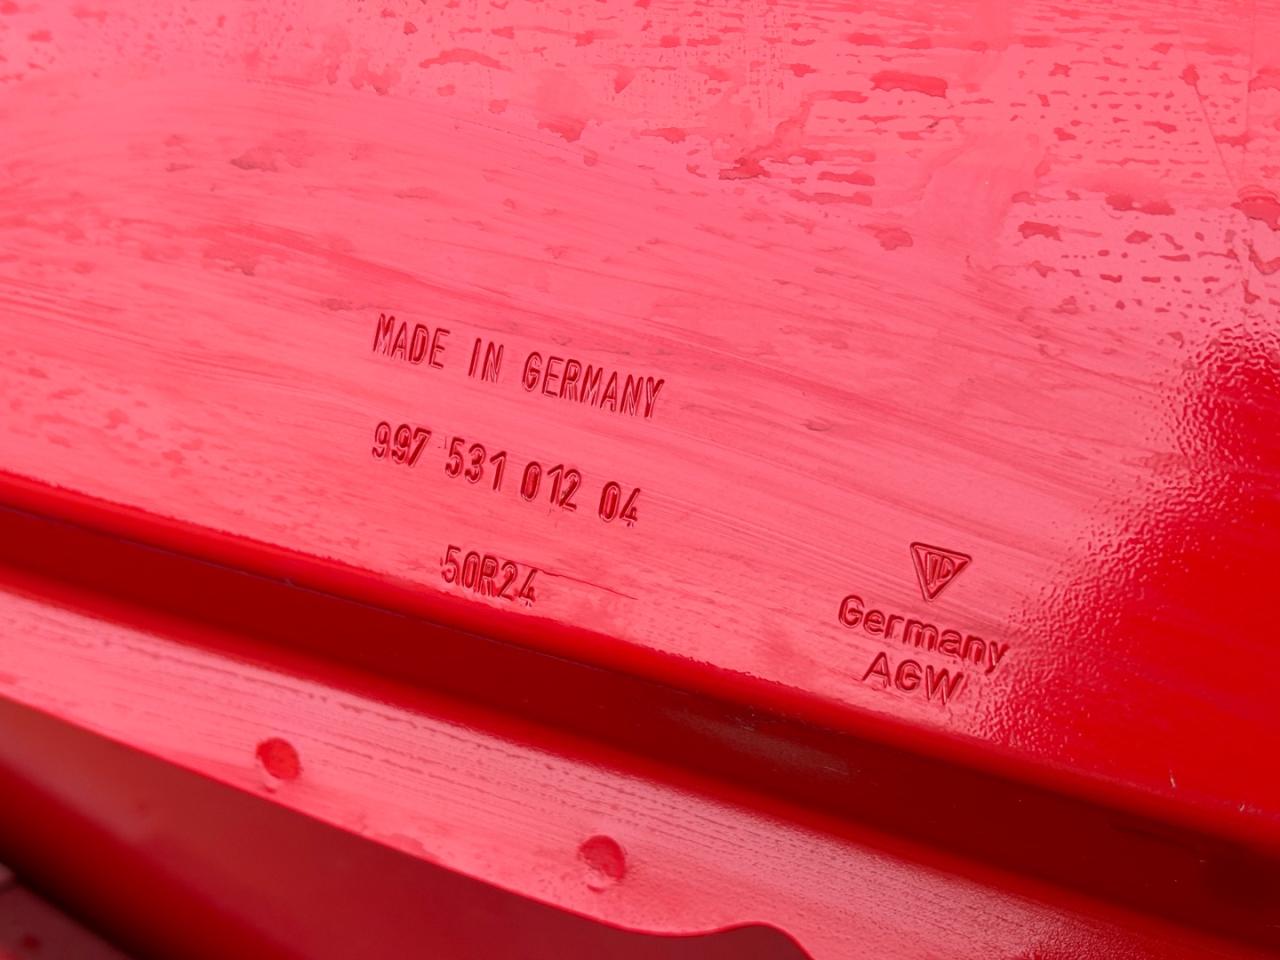 MADE IN GERMANY
997 531 012 04
50R24
Germany
AGW